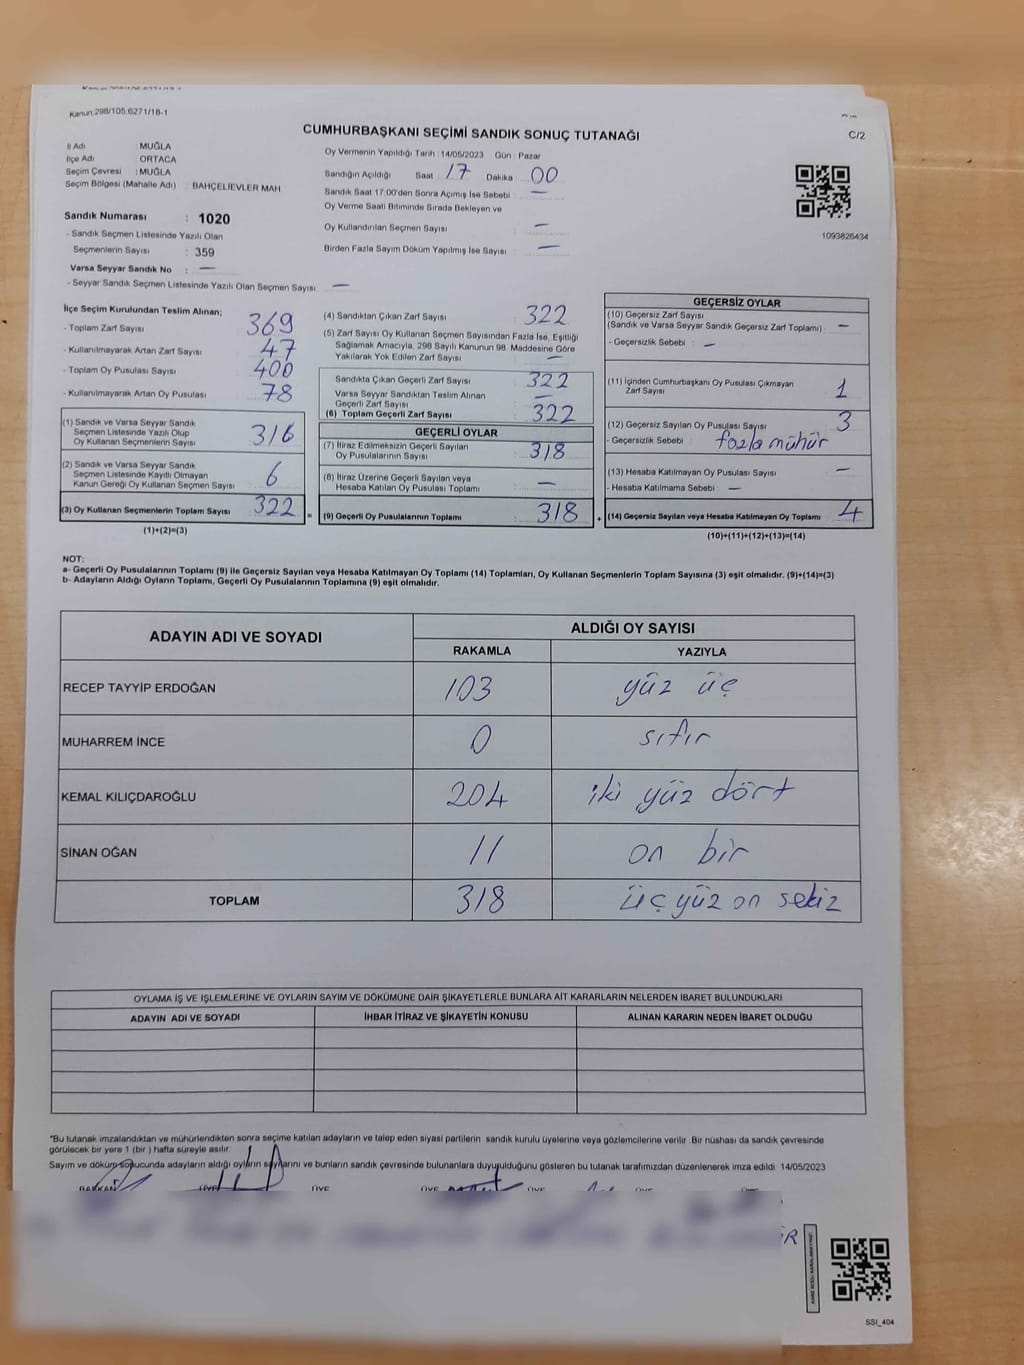 Kanun:298/105,6271/18-1
CUMHURBAŞKANI SEÇİMİ SANDIK SONUÇ TUTANAĞI
C/2
İl Adı : MUĞLA
İlçe Adı : ORTACA
Seçim Çevresi : MUĞLA
Seçim Bölgesi (Mahalle Adı) : BAHÇELİEVLER MAH
Sandık Numarası : 1020
- Sandık Seçmen Listesinde Yazılı Olan
Seçmenlerin Sayısı : 359
Varsa Seyyar Sandık No : —
- Seyyar Sandık Seçmen Listesinde Yazılı Olan Seçmen Sayısı: —
Oy Vermenin Yapıldığı Tarih : 14/05/2023 Gün : Pazar
Sandığın Açıldığı Saat : 17 Dakika : 00
Sandık Saat 17:00'den Sonra Açımış İse Sebebi : —
Oy Verme Saati Bitiminde Sırada Bekleyen ve
Oy Kullandırılan Seçmen Sayısı : —
Birden Fazla Sayım Döküm Yapılmış İse Sayısı : —
1093826434
İlçe Seçim Kurulundan Teslim Alınan;
- Toplam Zarf Sayısı : 369
- Kullanılmayarak Artan Zarf Sayısı : 47
- Toplam Oy Pusulası Sayısı : 400
- Kullanılmayarak Artan Oy Pusulası : 78
(1) Sandık ve Varsa Seyyar Sandık
Seçmen Listesinde Yazılı Olup
Oy Kullanan Seçmenlerin Sayısı : 316
(2) Sandık ve Varsa Seyyar Sandık
Seçmen Listesinde Kayıtlı Olmayan
Kanun Gereği Oy Kullanan Seçmen Sayısı : 6
(3) Oy Kullanan Seçmenlerin Toplam Sayısı : 322
(1)+(2)=(3)
(4) Sandıktan Çıkan Zarf Sayısı : 322
(5) Zarf Sayısı Oy Kullanan Seçmen Sayısından Fazla İse, Eşitliği
Sağlamak Amacıyla, 298 Sayılı Kanunun 98. Maddesine Göre
Yakılarak Yok Edilen Zarf Sayısı : —
Sandıkta Çıkan Geçerli Zarf Sayısı : 322
Varsa Seyyar Sandıktan Teslim Alınan
Geçerli Zarf Sayısı : —
(6) Toplam Geçerli Zarf Sayısı : 322
GEÇERLİ OYLAR
(7) İtiraz Edilmeksizin Geçerli Sayılan
Oy Pusulalarının Sayısı : 318
(8) İtiraz Üzerine Geçerli Sayılan veya
Hesaba Katılan Oy Pusulası Toplamı : —
= (9) Geçerli Oy Pusulalarının Toplamı : 318
GEÇERSİZ OYLAR
(10) Geçersiz Zarf Sayısı
(Sandık ve Varsa Seyyar Sandık Geçersiz Zarf Toplamı) : —
- Geçersizlik Sebebi : —
(11) İçinden Cumhurbaşkanı Oy Pusulası Çıkmayan
Zarf Sayısı : 1
(12) Geçersiz Sayılan Oy Pusulası Sayısı : 3
- Geçersizlik Sebebi : fazla mühür
(13) Hesaba Katılmayan Oy Pusulası Sayısı : —
- Hesaba Katılmama Sebebi : —
+ (14) Geçersiz Sayılan veya Hesaba Katılmayan Oy Toplamı : 4
(10)+(11)+(12)+(13)=(14)
NOT:
a- Geçerli Oy Pusulalarının Toplamı (9) ile Geçersiz Sayılan veya Hesaba Katılmayan Oy Toplamı (14) Toplamları, Oy Kullanan Seçmenlerin Toplam Sayısına (3) eşit olmalıdır. (9)+(14)=(3)
b- Adayların Aldığı Oyların Toplamı, Geçerli Oy Pusulalarının Toplamına (9) eşit olmalıdır.
ADAYIN ADI VE SOYADI ALDIĞI OY SAYISI
RAKAMLA YAZIYLA
RECEP TAYYİP ERDOĞAN 103 yüz üç
MUHARREM İNCE 0 sıfır
KEMAL KILIÇDAROĞLU 204 iki yüz dört
SİNAN OĞAN 11 on bir
TOPLAM 318 üç yüz on sekiz
OYLAMA İŞ VE İŞLEMLERİNE VE OYLARIN SAYIM VE DÖKÜMÜNE DAİR ŞİKAYETLERLE BUNLARA AİT KARARLARIN NELERDEN İBARET BULUNDUKLARI
ADAYIN ADI VE SOYADI İHBAR İTİRAZ VE ŞİKAYETİN KONUSU ALINAN KARARIN NEDEN İBARET OLDUĞU
*Bu tutanak imzalandıktan ve mühürlendikten sonra seçime katılan adayların ve talep eden siyasi partilerin sandık kurulu üyelerine veya gözlemcilerine verilir .Bir nüshası da sandık çevresinde
görülecek bir yere 1 (bir ) hafta süreyle asılır.
Sayım ve döküm sonucunda adayların aldığı oyların sayılarını ve bunların sandık çevresinde bulunanlara duyurulduğunu gösteren bu tutanak tarafımızdan düzenlenerek imza edildi. 14/05/2023
BAŞKAN ÜYE ÜYE ÜYE ÜYE ÜYE ÜYE
SSI_404